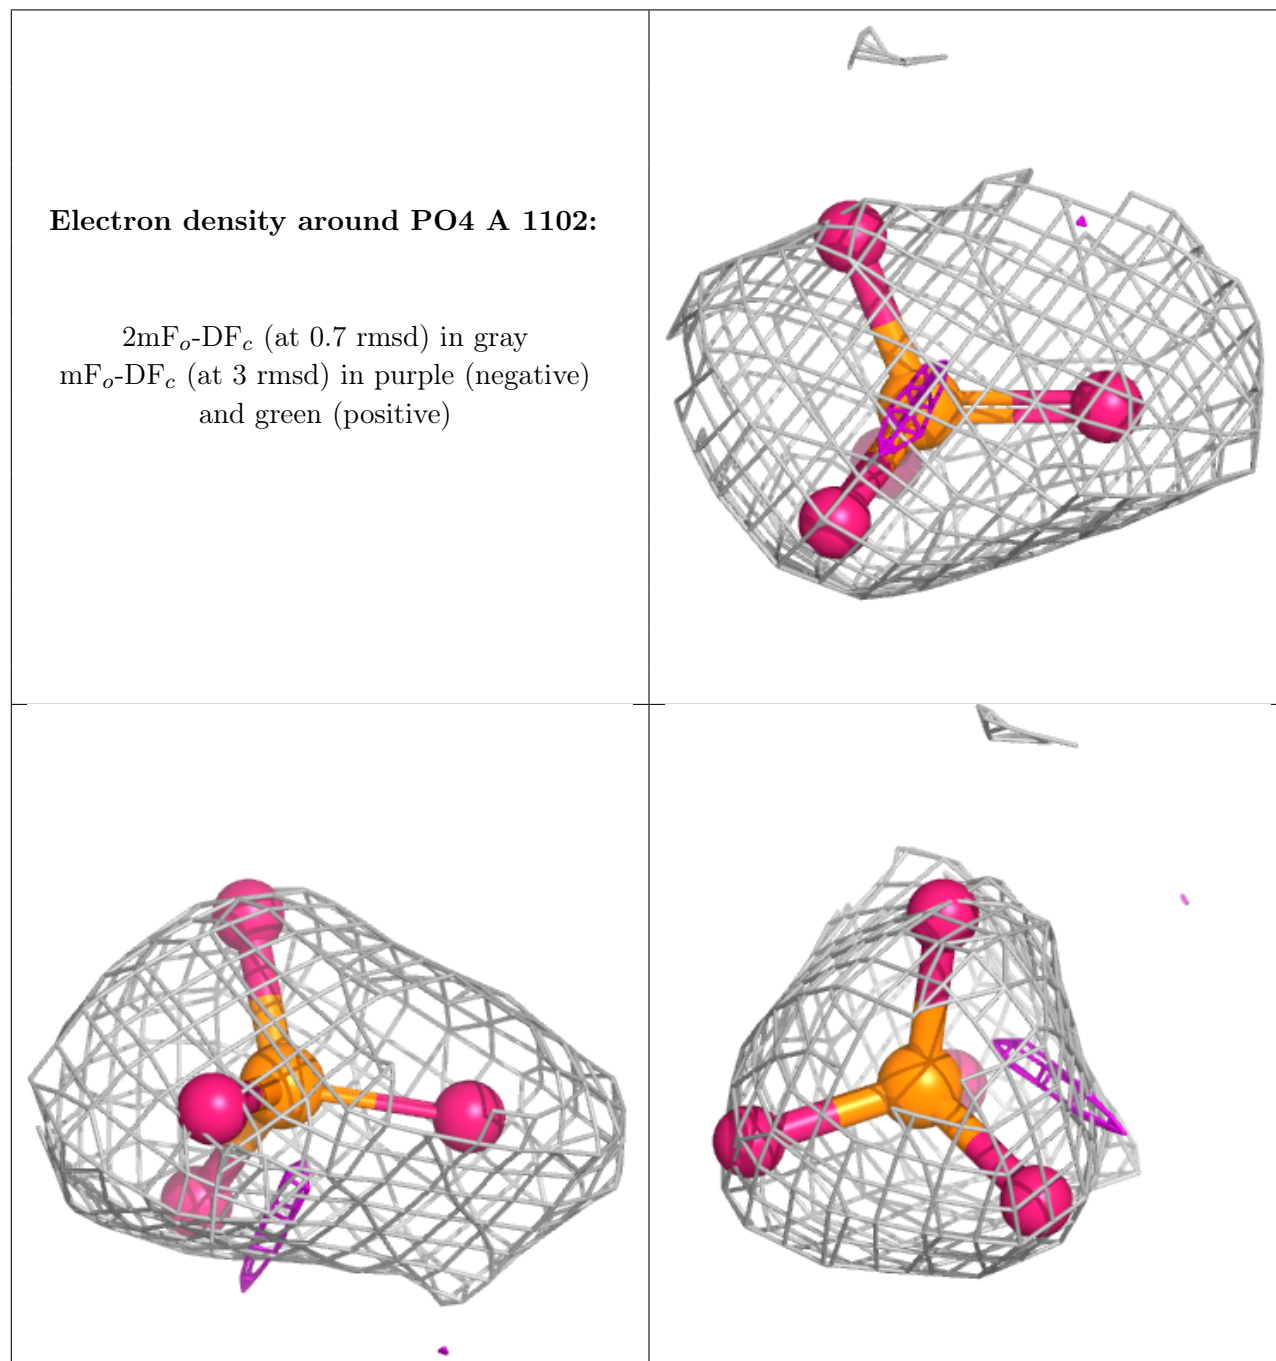 Electron density around PO4 A 1102:
2mFo-DFc (at 0.7 rmsd) in gray
mFo-DFc (at 3 rmsd) in purple (negative)
and green (positive)